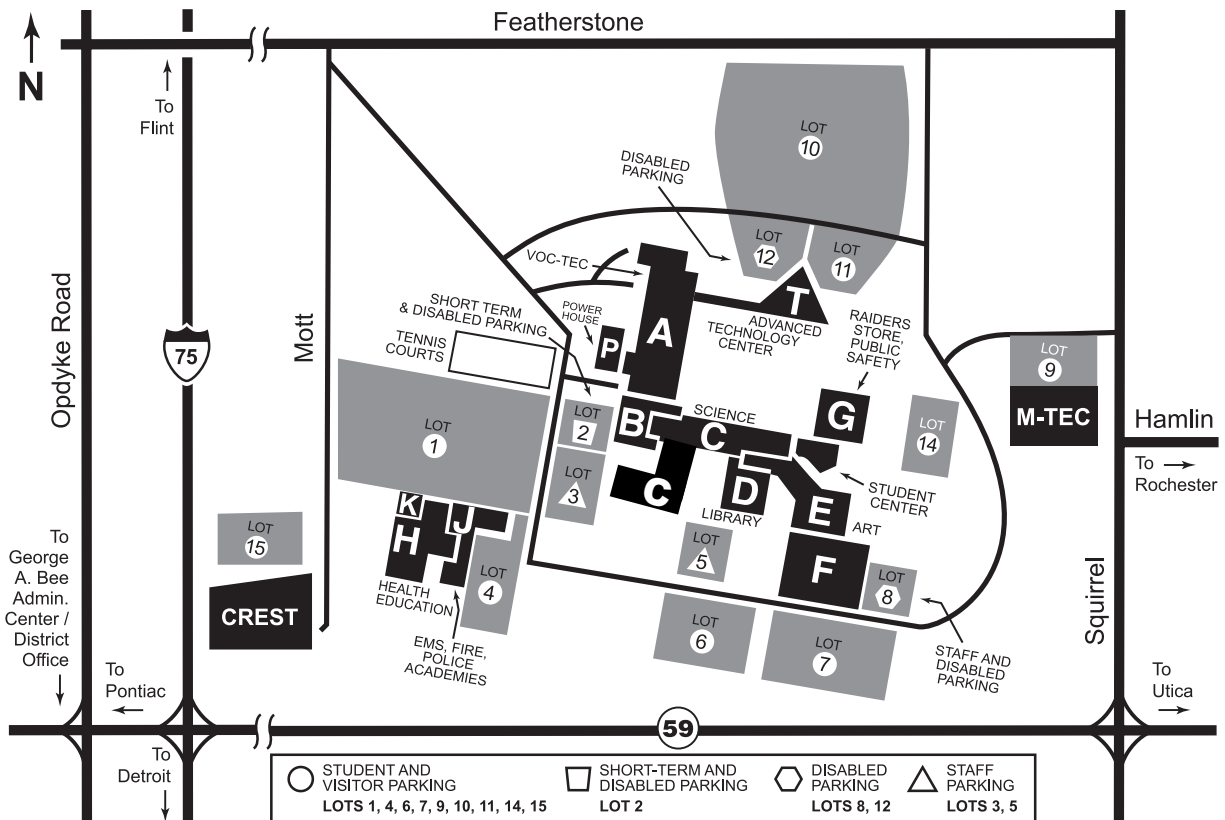 Featherstone
N
To
Flint
Opdyke Road
75
Mott
LOT
10
DISABLED
PARKING
LOT
12
LOT
11
VOC-TEC
SHORT TERM
& DISABLED PARKING
POWER
HOUSE
TENNIS
COURTS
P
A
T
ADVANCED
TECHNOLOGY
CENTER
RAIDERS
STORE,
PUBLIC
SAFETY
LOT
9
M-TEC
Hamlin
To
Rochester
LOT
1
LOT
2
LOT
3
B
SCIENCE
C
C
G
LOT
14
D
LIBRARY
STUDENT
CENTER
E
ART
K
H
J
LOT
4
LOT
5
F
LOT
8
LOT
15
CREST
HEALTH
EDUCATION
EMS, FIRE,
POLICE
ACADEMIES
LOT
6
LOT
7
STAFF AND
DISABLED
PARKING
Squirrel
To
George
A. Bee
Admin.
Center /
District
Office
To
Pontiac
To
Utica
59
To
Detroit
STUDENT AND
VISITOR PARKING
LOTS 1, 4, 6, 7, 9, 10, 11, 14, 15
SHORT-TERM AND
DISABLED PARKING
LOT 2
DISABLED
PARKING
LOTS 8, 12
STAFF
PARKING
LOTS 3, 5